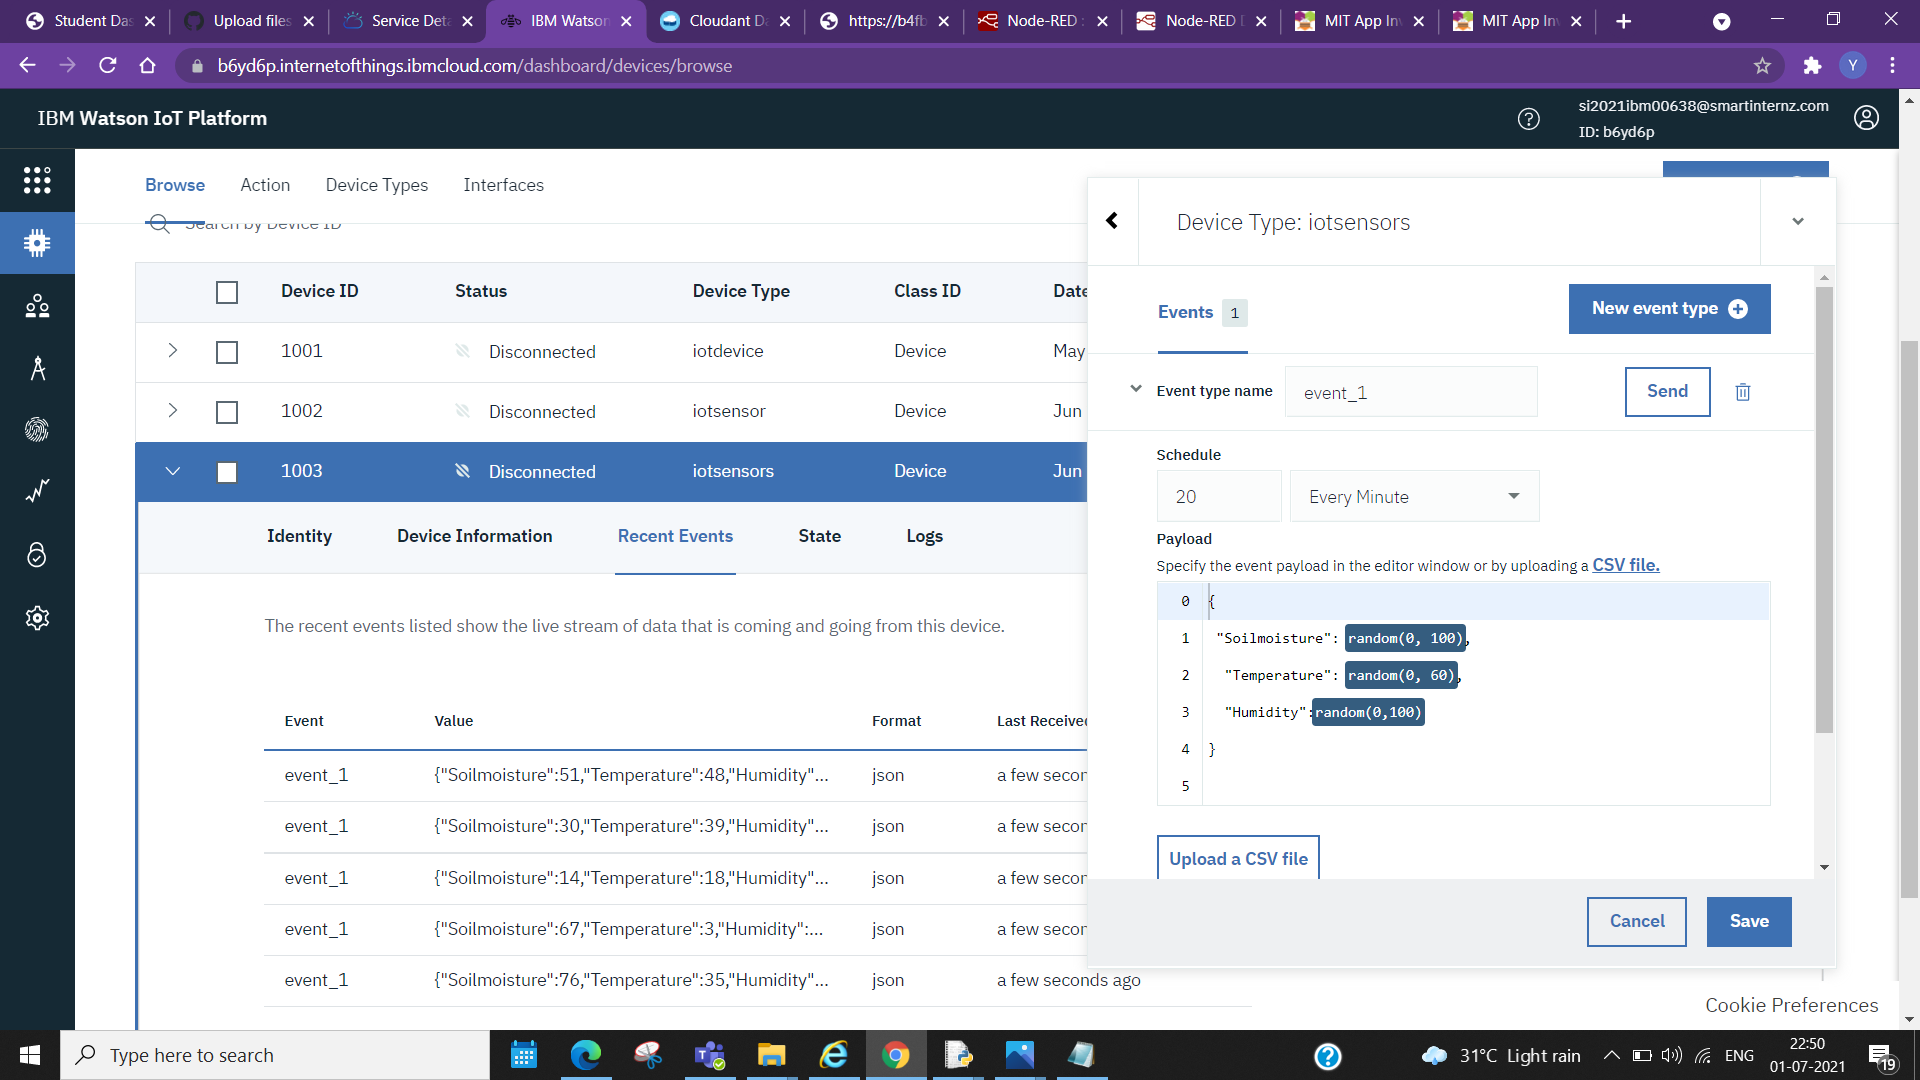 Student Das
Upload files
Service Deta
IBM Watson
Cloudant Da
https://b4fb
Node-RED :
Node-RED D
MIT App Inv
MIT App Inv
b6yd6p.internetofthings.ibmcloud.com/dashboard/devices/browse
Y
IBM Watson IoT Platform
si2021ibm00638@smartinternz.com
ID: b6yd6p
Browse Action Device Types Interfaces
Search by Device ID
Device ID Status Device Type Class ID Date
1001 Disconnected iotdevice Device May
1002 Disconnected iotsensor Device Jun
1003 Disconnected iotsensors Device Jun
Identity Device Information Recent Events State Logs
The recent events listed show the live stream of data that is coming and going from this device.
Event Value Format Last Received
event_1 {"Soilmoisture":51,"Temperature":48,"Humidity"... json a few secon
event_1 {"Soilmoisture":30,"Temperature":39,"Humidity"... json a few secon
event_1 {"Soilmoisture":14,"Temperature":18,"Humidity"... json a few secon
event_1 {"Soilmoisture":67,"Temperature":3,"Humidity":... json a few secon
event_1 {"Soilmoisture":76,"Temperature":35,"Humidity"... json a few seconds ago
Device Type: iotsensors
Events 1
New event type
Event type name event_1 Send
Schedule
20 Every Minute
Payload
Specify the event payload in the editor window or by uploading a CSV file.
0 {
1 "Soilmoisture": random(0, 100),
2 "Temperature": random(0, 60),
3 "Humidity":random(0,100)
4 }
5
Upload a CSV file
Cancel Save
Cookie Preferences
Type here to search
31°C Light rain
ENG
22:50
01-07-2021
19